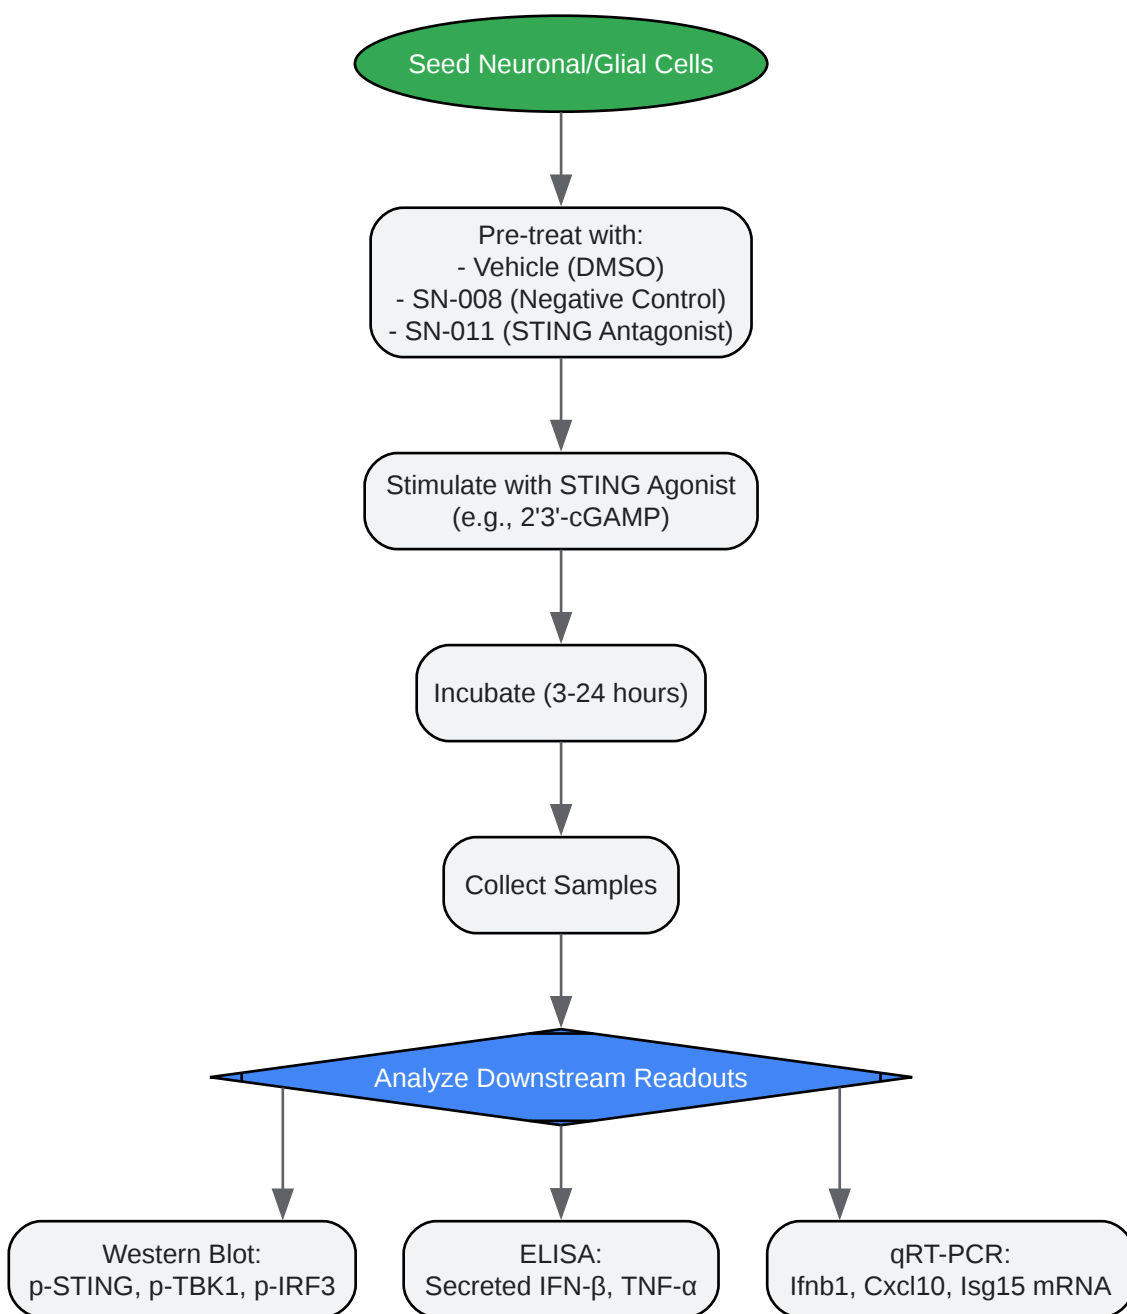 Seed Neuronal/Glial Cells
Pre-treat with:
- Vehicle (DMSO)
- SN-008 (Negative Control)
- SN-011 (STING Antagonist)
Stimulate with STING Agonist
(e.g., 2'3'-cGAMP)
Incubate (3-24 hours)
Collect Samples
Analyze Downstream Readouts
Western Blot:
p-STING, p-TBK1, p-IRF3
ELISA:
Secreted IFN-β, TNF-α
qRT-PCR:
Ifnb1, Cxcl10, Isg15 mRNA